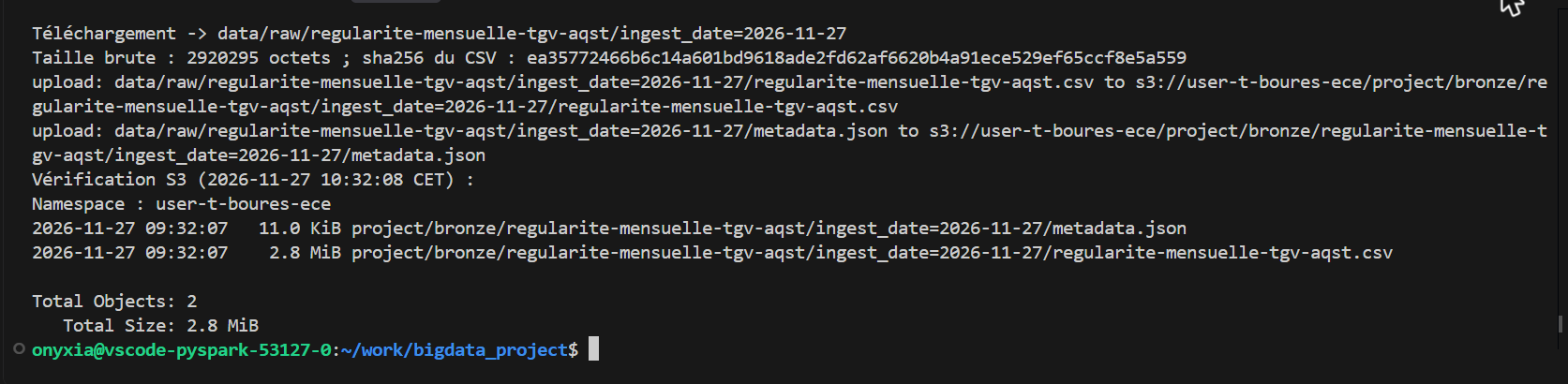 Téléchargement -> data/raw/regularite-mensuelle-tgv-aqst/ingest_date=2026-11-27
Taille brute : 2920295 octets ; sha256 du CSV : ea35772466b6c14a601bd9618ade2fd62af6620b4a91ece529ef65ccf8e5a559
upload: data/raw/regularite-mensuelle-tgv-aqst/ingest_date=2026-11-27/regularite-mensuelle-tgv-aqst.csv to s3://user-t-boures-ece/project/bronze/re
gularite-mensuelle-tgv-aqst/ingest_date=2026-11-27/regularite-mensuelle-tgv-aqst.csv
upload: data/raw/regularite-mensuelle-tgv-aqst/ingest_date=2026-11-27/metadata.json to s3://user-t-boures-ece/project/bronze/regularite-mensuelle-t
gv-aqst/ingest_date=2026-11-27/metadata.json
Vérification S3 (2026-11-27 10:32:08 CET) :
Namespace : user-t-boures-ece
2026-11-27 09:32:07   11.0 KiB project/bronze/regularite-mensuelle-tgv-aqst/ingest_date=2026-11-27/metadata.json
2026-11-27 09:32:07    2.8 MiB project/bronze/regularite-mensuelle-tgv-aqst/ingest_date=2026-11-27/regularite-mensuelle-tgv-aqst.csv
Total Objects: 2
   Total Size: 2.8 MiB
onyxia@vscode-pyspark-53127-0:~/work/bigdata_project$